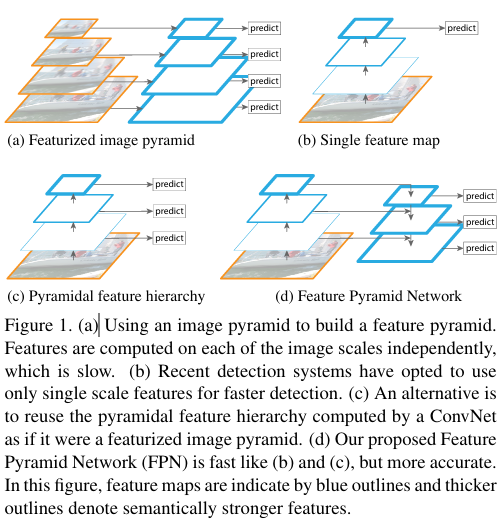 predict
predict
predict
predict
predict
(a) Featurized image pyramid
(b) Single feature map
predict
predict
predict
predict
predict
predict
(c) Pyramidal feature hierarchy
(d) Feature Pyramid Network
Figure 1. (a) Using an image pyramid to build a feature pyramid.
Features are computed on each of the image scales independently,
which is slow. (b) Recent detection systems have opted to use
only single scale features for faster detection. (c) An alternative is
to reuse the pyramidal feature hierarchy computed by a ConvNet
as if it were a featurized image pyramid. (d) Our proposed Feature
Pyramid Network (FPN) is fast like (b) and (c), but more accurate.
In this figure, feature maps are indicate by blue outlines and thicker
outlines denote semantically stronger features.